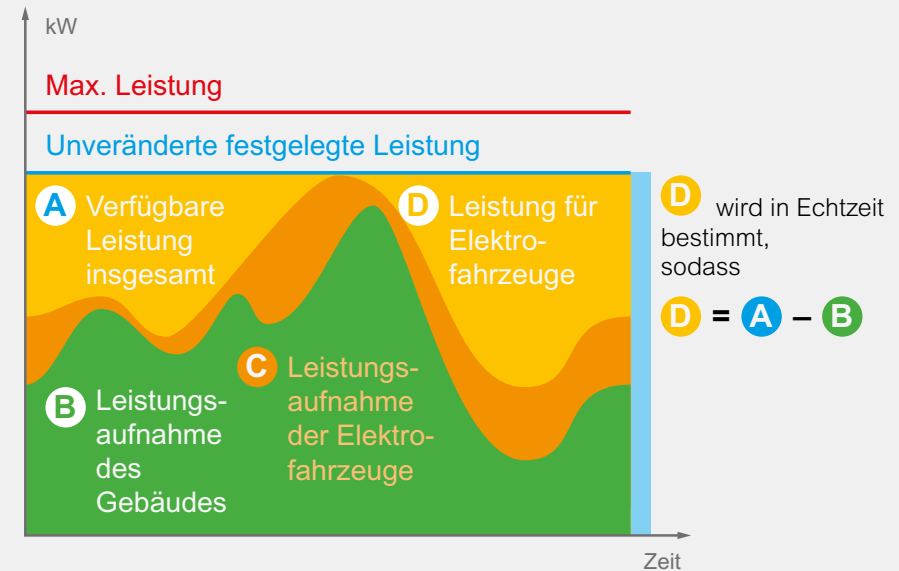 kW
Max. Leistung
Unveränderte festgelegte Leistung
A Verfügbare
Leistung
insgesamt
D Leistung für
Elektro-
fahrzeuge
B Leistungs-
aufnahme
des
Gebäudes
C Leistungs-
aufnahme
der Elektro-
fahrzeuge
Zeit
D wird in Echtzeit
bestimmt,
sodass
D = A – B